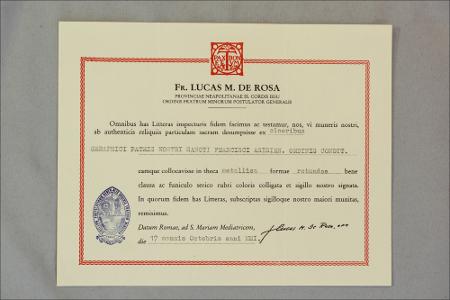 PAX BON
FR. LUCAS M. DE ROSA
PROVINCIAE NEAPOLITANAE SS. CORDIS IESU
ORDINIS FRATRUM MINORUM POSTULATOR GENERALIS
Omnibus has Litteras inspecturis fidem facimus ac testamur, nos, vi muneris nostri,
ab authenticis reliquiis particulam sacram desumpsisse ex cineribus
SERAPHICI PATRIS NOSTRI SANCTI FRANCISCI ASISIEN. ORDINIS CONDIT.
eamque collocavisse in theca metallica formae rotundae bene
clausa ac funiculo serico rubri coloris colligata et sigillo nostro signata.
In quorum fidem has Litteras, subscriptas sigilloque nostro maiori munitas,
remisimus.
Datum Romae, ad S. Mariam Mediatricem,
die 17 mensis Octobris anni MMI.